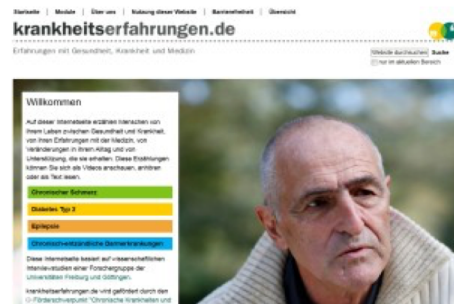 Startseite | Module | Über uns | Nutzung dieser Website | Barrierefreiheit | Übersicht
krankheitserfahrungen.de
Erfahrungen mit Gesundheit, Krankheit und Medizin
Website durchsuchen Suche
nur im aktuellen Bereich
Willkommen
Auf dieser Internetseite erzählen Menschen von
ihrem Leben zwischen Gesundheit und Krankheit,
von ihren Erfahrungen mit der Medizin, von
Veränderungen in ihrem Alltag und von
Unterstützung, die sie erhalten. Diese Erzählungen
können Sie sich als Videos anschauen, anhören
oder als Text lesen.
Chronischer Schmerz
Diabetes Typ 2
Epilepsie
Chronisch-entzündliche Darmerkrankungen
Diese Internetseite basiert auf wissenschaftlichen
Interviewstudien einer Forschergruppe der
Universitäten Freiburg und Göttingen.
krankheitserfahrungen.de wird gefördert durch den
Förderschwerpunkt "Chronische Krankheiten und